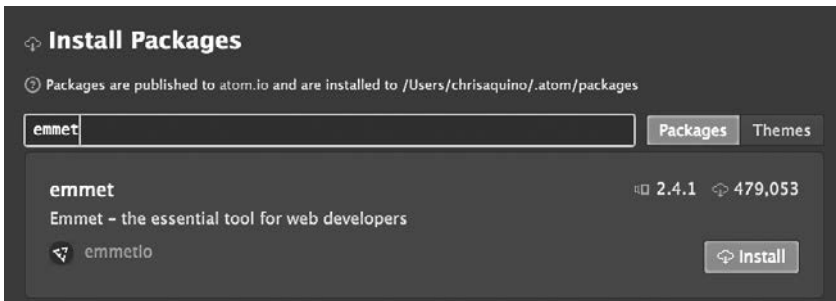 Install Packages
Packages are published to atom.io and are installed to /Users/chrisaquino/.atom/packages
emmet
Packages Themes
emmet 2.4.1 479,053
Emmet – the essential tool for web developers
emmetio Install